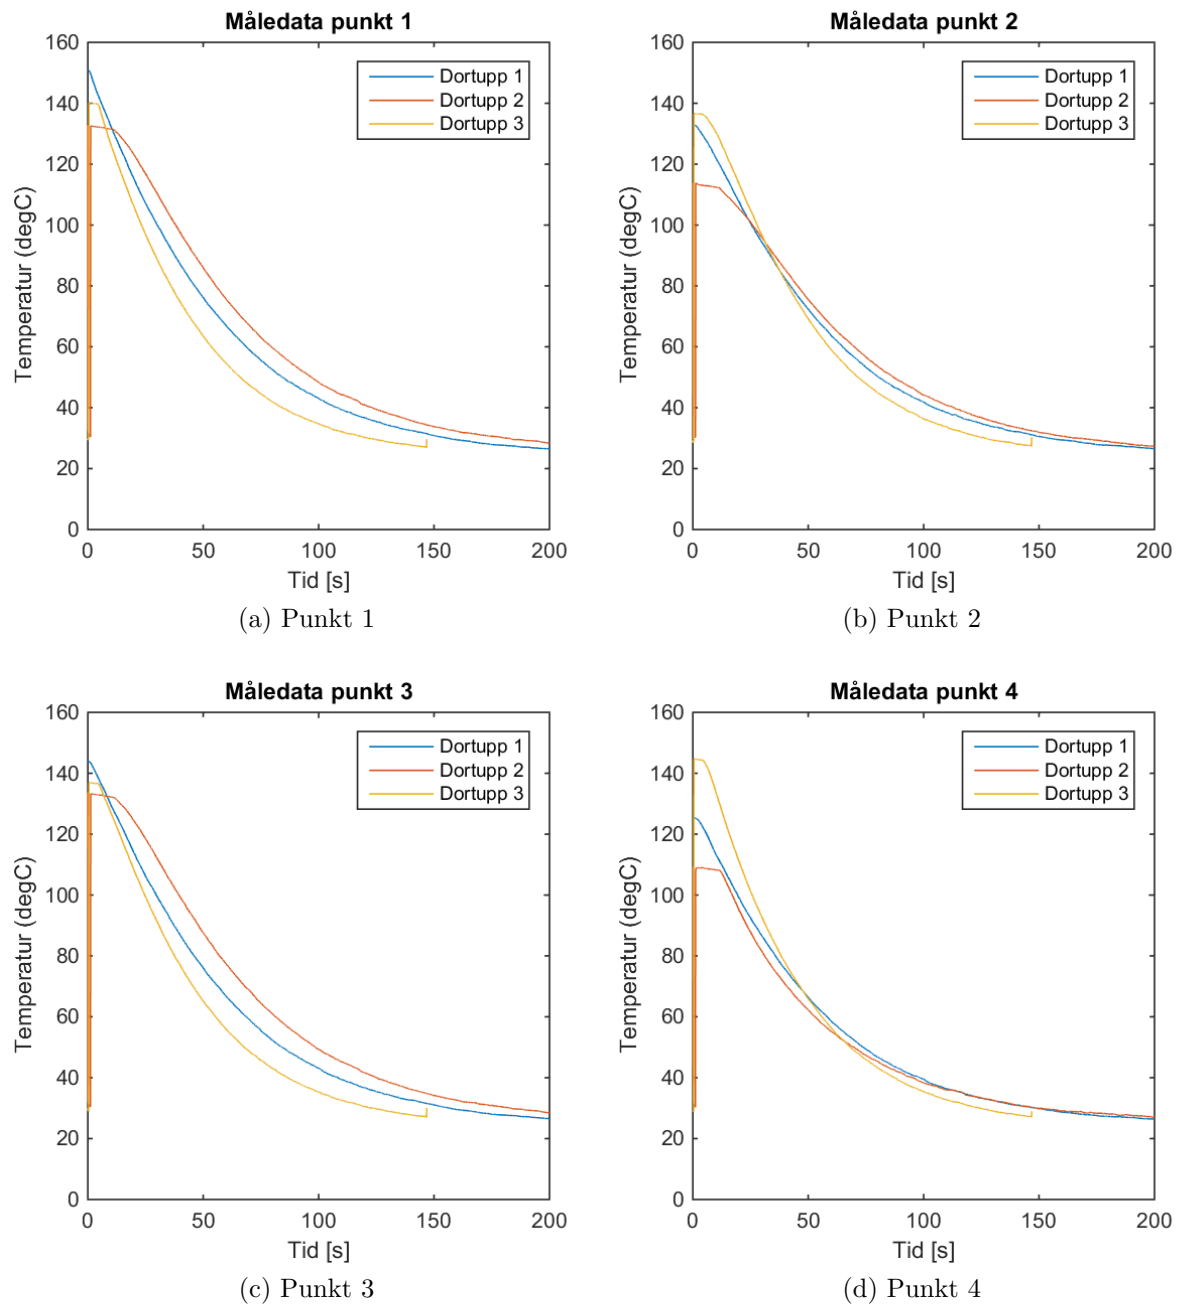 Måledata punkt 1
160
140
120
100
80
60
40
20
0
Temperatur (degC)
Dortupp 1
Dortupp 2
Dortupp 3
0 50 100 150 200
Tid [s]
(a) Punkt 1
Måledata punkt 2
160
140
120
100
80
60
40
20
0
Temperatur (degC)
Dortupp 1
Dortupp 2
Dortupp 3
0 50 100 150 200
Tid [s]
(b) Punkt 2
Måledata punkt 3
160
140
120
100
80
60
40
20
0
Temperatur (degC)
Dortupp 1
Dortupp 2
Dortupp 3
0 50 100 150 200
Tid [s]
(c) Punkt 3
Måledata punkt 4
160
140
120
100
80
60
40
20
0
Temperatur (degC)
Dortupp 1
Dortupp 2
Dortupp 3
0 50 100 150 200
Tid [s]
(d) Punkt 4